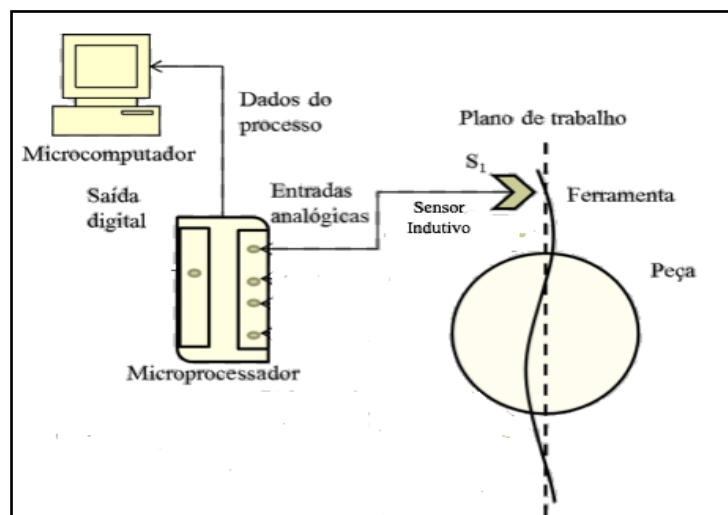 Dados do
processo
Microcomputador
Saída
digital
Entradas
analógicas
Plano de trabalho
S1
Ferramenta
Sensor
Indutivo
Peça
Microprocessador